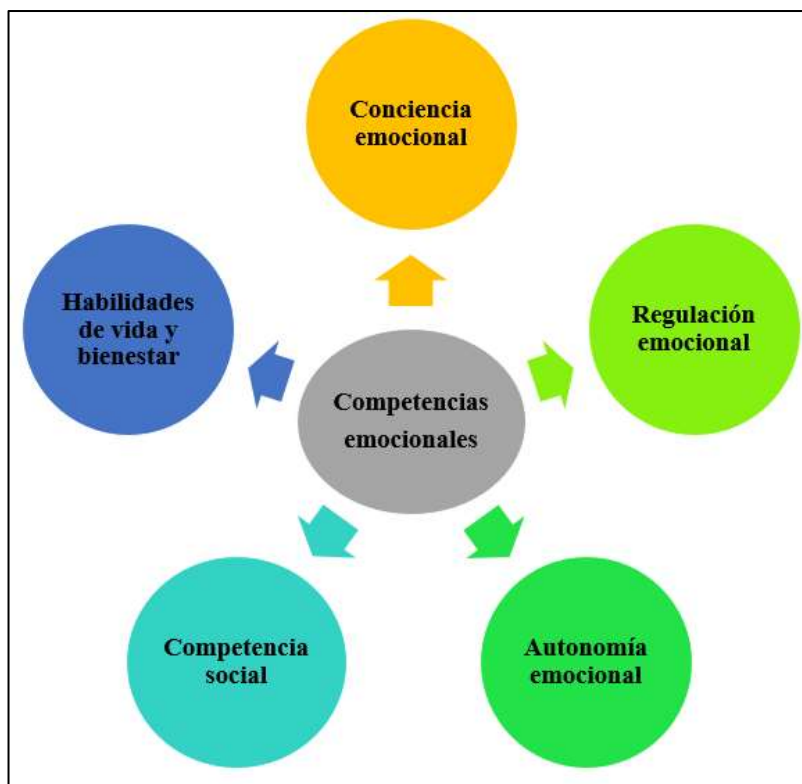 Conciencia
emocional
Habilidades
de vida y
bienestar
Regulación
emocional
Competencias
emocionales
Competencia
social
Autonomía
emocional